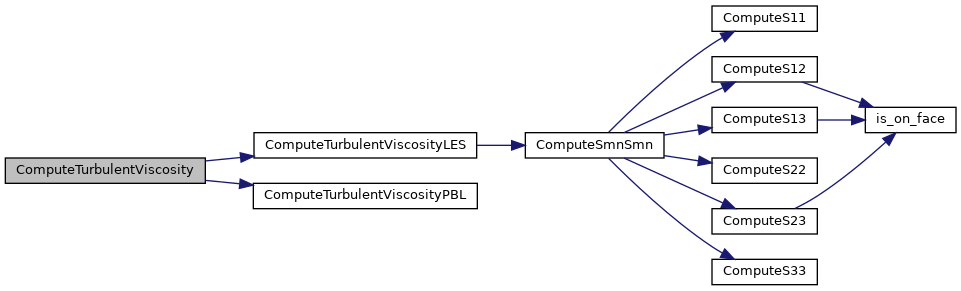 ComputeTurbulentViscosity
ComputeTurbulentViscosityLES
ComputeTurbulentViscosityPBL
ComputeSmnSmn
ComputeS11
ComputeS12
ComputeS13
ComputeS22
ComputeS23
ComputeS33
is_on_face